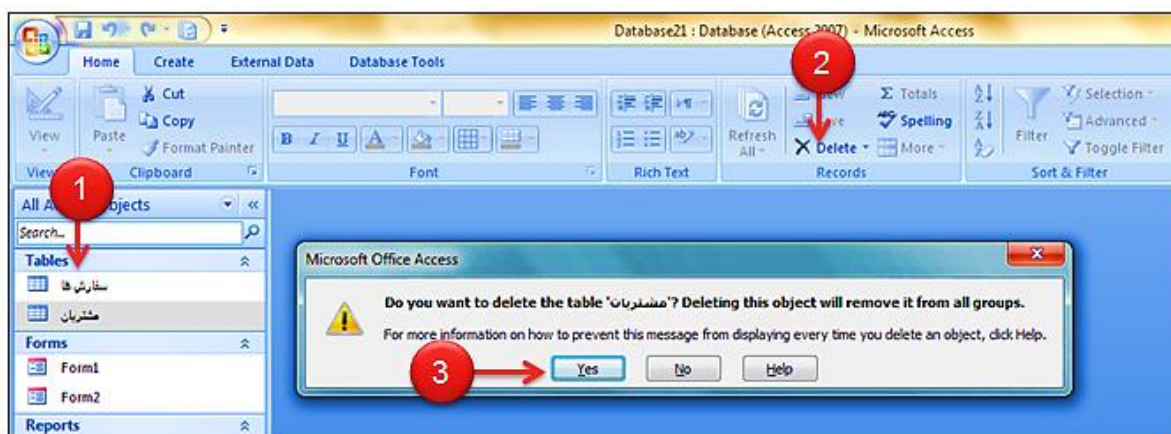 Database21 : Database (Access 2007) - Microsoft Access
Home Create External Data Database Tools
View
Paste
Cut
Copy
Format Painter
Clipboard
B I U A
Font
Rich Text
Refresh All
Σ Totals
Spelling
Delete
More
Records
Filter
Selection
Advanced
Toggle Filter
Sort & Filter
1
2
Search...
Tables
سفارش ها
مشتریان
Forms
Form1
Form2
Reports
Microsoft Office Access
Do you want to delete the table 'مشتریان'? Deleting this object will remove it from all groups.
For more information on how to prevent this message from displaying every time you delete an object, click Help.
3
Yes No Help